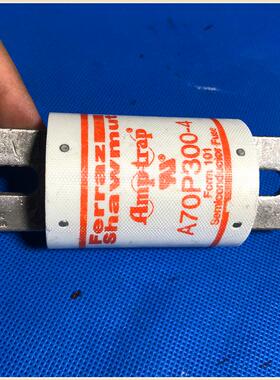 Ferraz
Shawmut
Amp-trap
A70P300-4
Form 101
Semiconductor Fuse